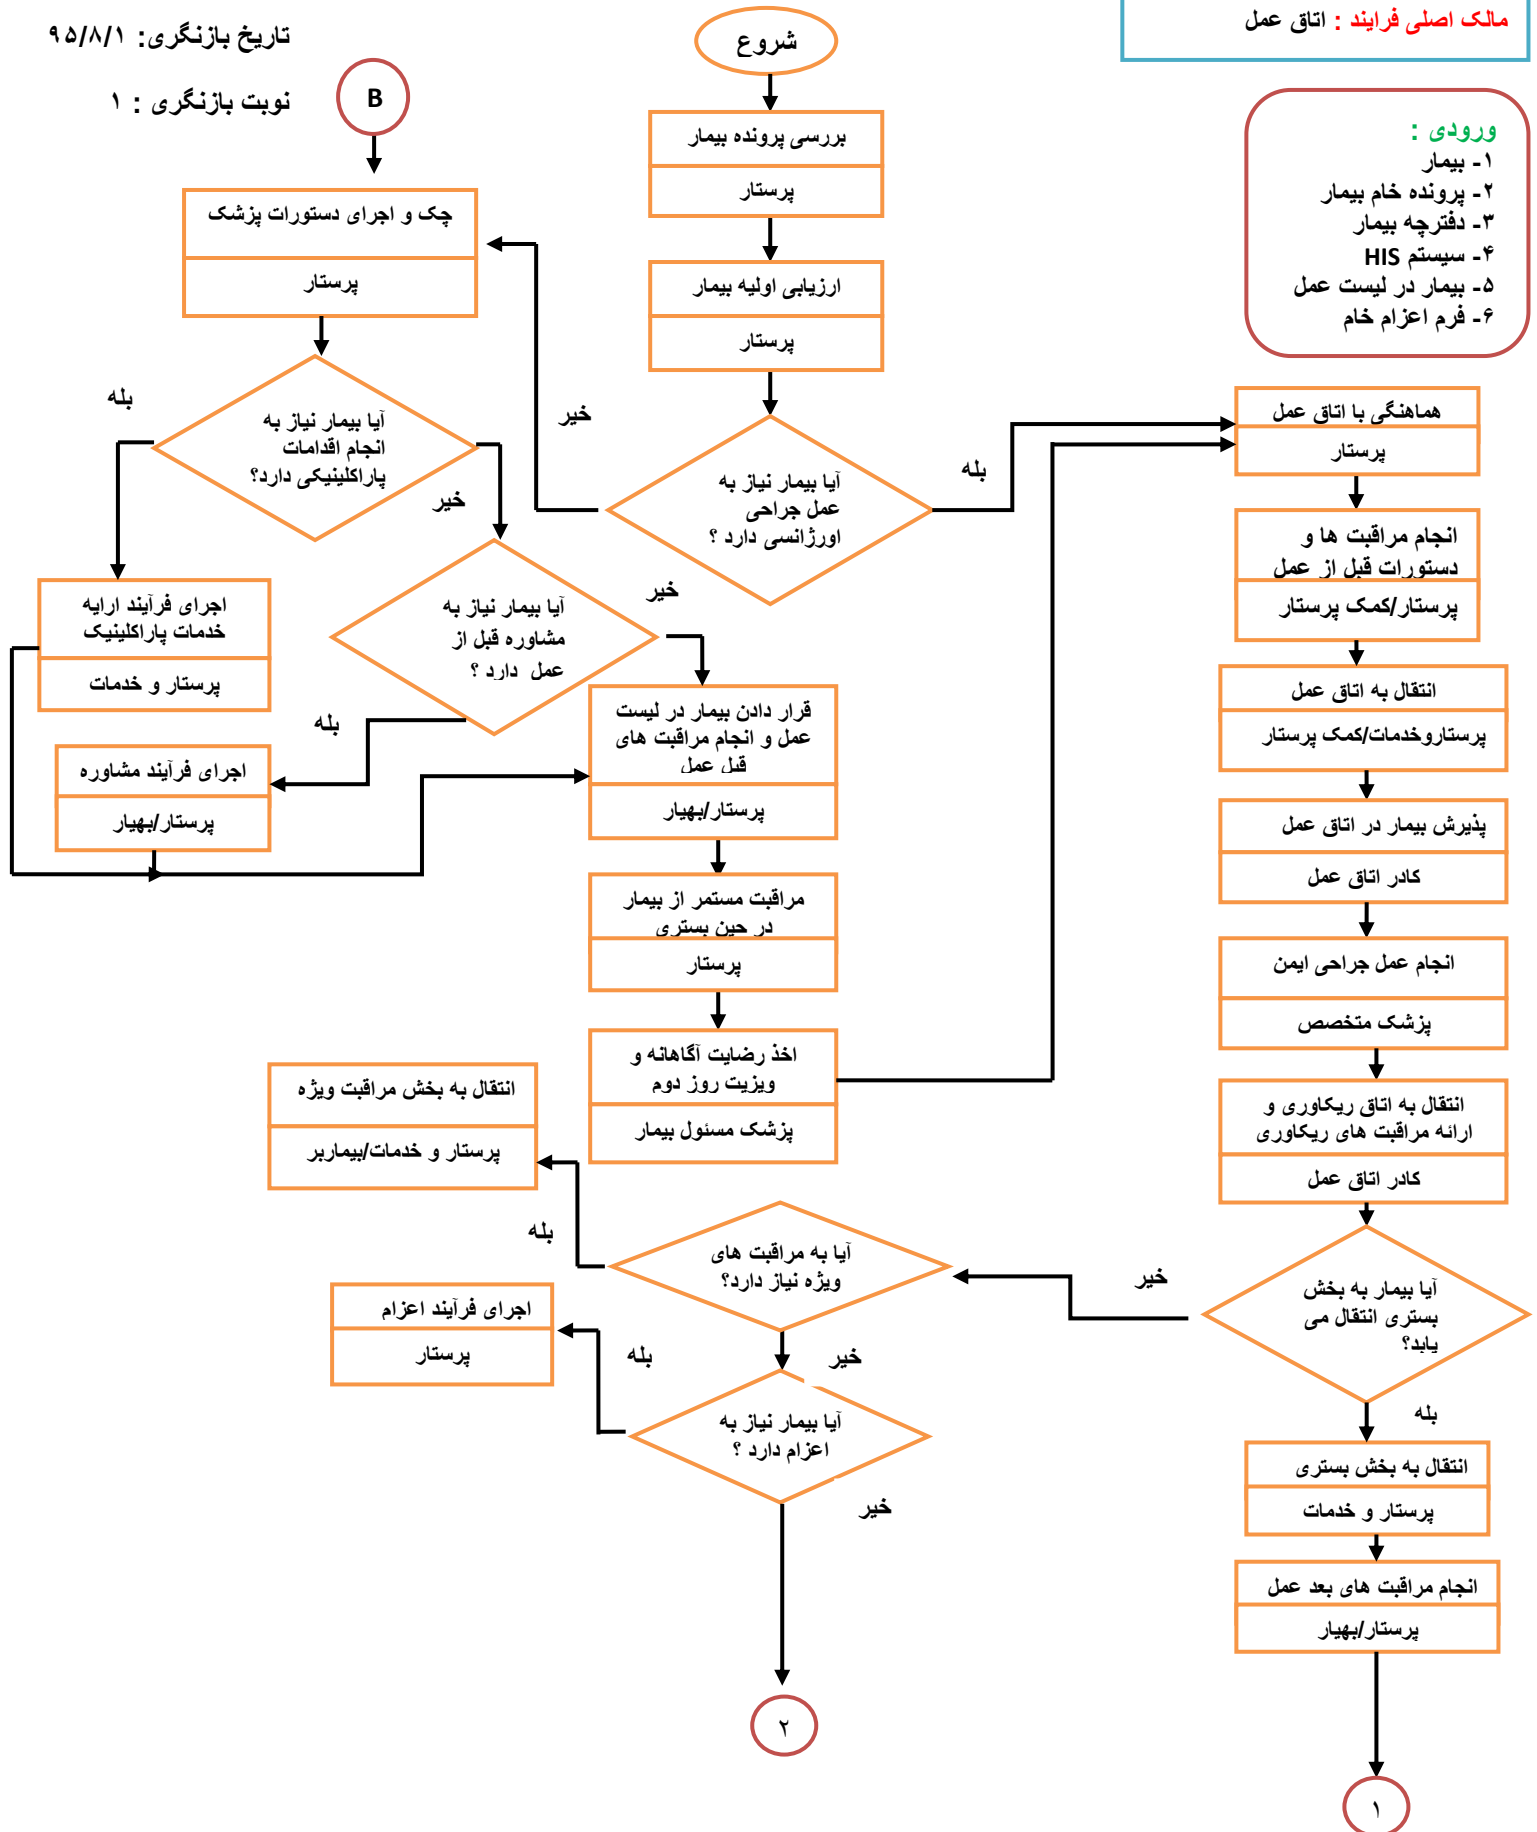 مالک اصلی فرایند : اتاق عمل
تاریخ بازنگری: ۹۵/۸/۱
نوبت بازنگری : ۱
ورودی :
۱- بیمار
۲- پرونده خام بیمار
۳- دفترچه بیمار
۴- سیستم HIS
۵- بیمار در لیست عمل
۶- فرم اعزام خام
شروع
بررسی پرونده بیمار
پرستار
ارزیابی اولیه بیمار
پرستار
آیا بیمار نیاز به
عمل جراحی
اورژانسی دارد ؟
بله
خیر
هماهنگی با اتاق عمل
پرستار
انجام مراقبت ها و
دستورات قبل از عمل
پرستار/کمک پرستار
انتقال به اتاق عمل
پرستاروخدمات/کمک پرستار
پذیرش بیمار در اتاق عمل
کادر اتاق عمل
انجام عمل جراحی ایمن
پزشک متخصص
انتقال به اتاق ریکاوری و
ارائه مراقبت های ریکاوری
کادر اتاق عمل
آیا بیمار به بخش
بستری انتقال می
یابد؟
خیر
بله
انتقال به بخش بستری
پرستار و خدمات
انجام مراقبت های بعد عمل
پرستار/بهیار
۱
B
چک و اجرای دستورات پزشک
پرستار
آیا بیمار نیاز به
انجام اقدامات
پاراکلینیکی دارد؟
بله
خیر
اجرای فرآیند ارایه
خدمات پاراکلینیک
پرستار و خدمات
آیا بیمار نیاز به
مشاوره قبل از
عمل دارد ؟
خیر
بله
اجرای فرآیند مشاوره
پرستار/بهیار
قرار دادن بیمار در لیست
عمل و انجام مراقبت های
قبل عمل
پرستار/بهیار
مراقبت مستمر از بیمار
در حین بستری
پرستار
اخذ رضایت آگاهانه و
ویزیت روز دوم
پزشک مسئول بیمار
آیا به مراقبت های
ویژه نیاز دارد؟
بله
خیر
انتقال به بخش مراقبت ویژه
پرستار و خدمات/بیماربر
آیا بیمار نیاز به
اعزام دارد ؟
بله
خیر
اجرای فرآیند اعزام
پرستار
۲